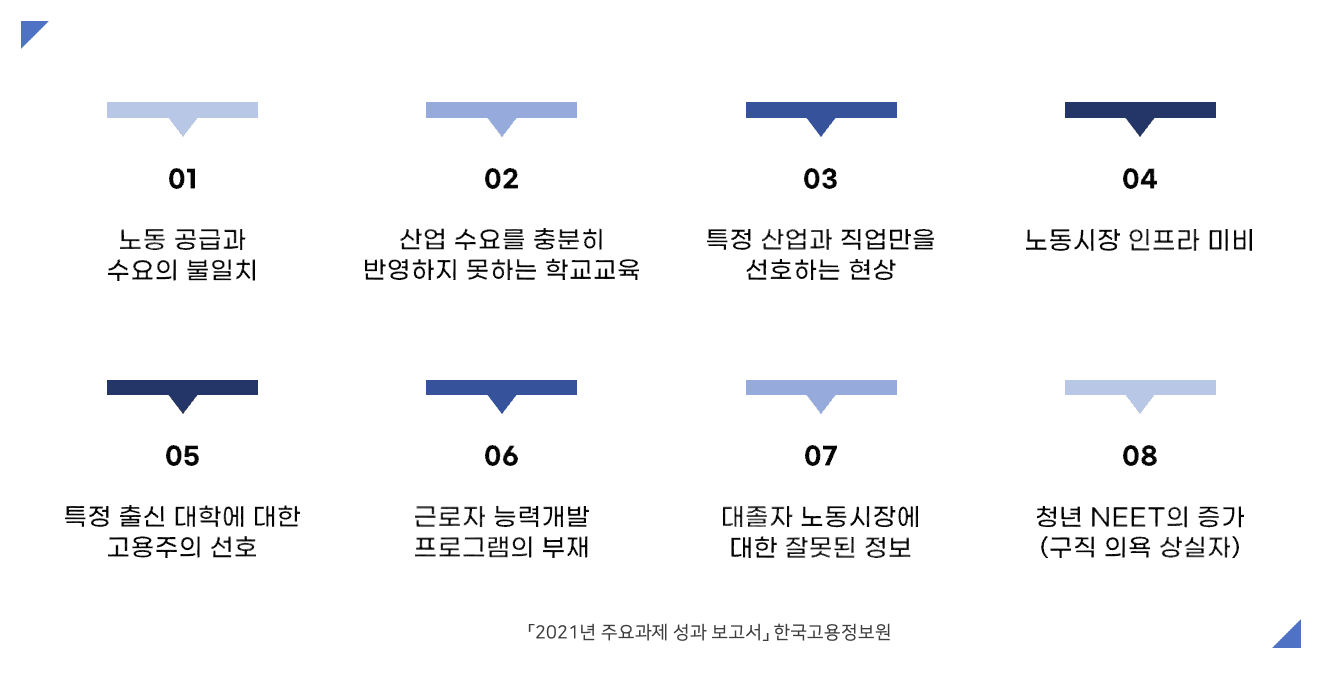 01
노동 공급과
수요의 불일치
02
산업 수요를 충분히
반영하지 못하는 학교교육
03
특정 산업과 직업만을
선호하는 현상
04
노동시장 인프라 미비
05
특정 출신 대학에 대한
고용주의 선호
06
근로자 능력개발
프로그램의 부재
07
대졸자 노동시장에
대한 잘못된 정보
08
청년 NEET의 증가
(구직 의욕 상실자)
「2021년 주요과제 성과 보고서」 한국고용정보원